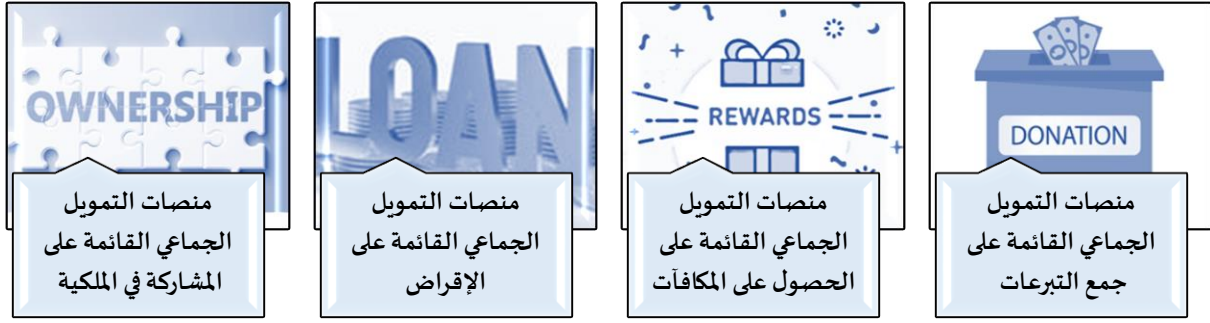 DONATION
منصات التمويل
الجماعي القائمة على
جمع التبرعات
REWARDS
منصات التمويل
الجماعي القائمة على
الحصول على المكافآت
LOAN
منصات التمويل
الجماعي القائمة على
الإقراض
OWNERSHIP
منصات التمويل
الجماعي القائمة على
المشاركة في الملكية